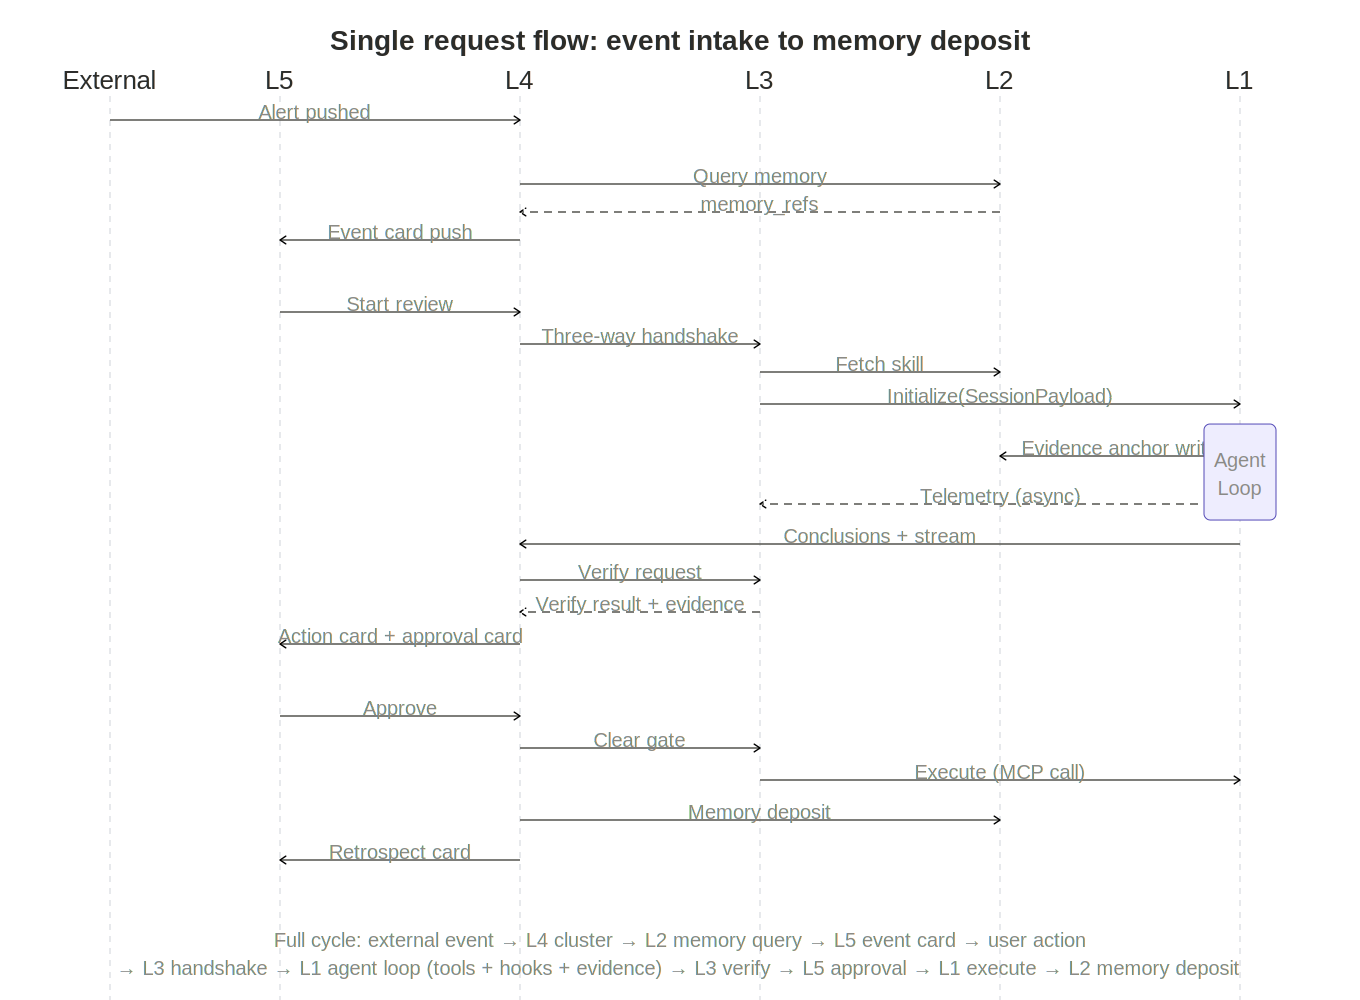 Single request flow: event intake to memory deposit
External L5 L4 L3 L2 L1
Alert pushed
Query memory
memory_refs
Event card push
Start review
Three-way handshake
Fetch skill
Initialize(SessionPayload)
Evidence anchor writ
Agent
Loop
Telemetry (async)
Conclusions + stream
Verify request
Verify result + evidence
Action card + approval card
Approve
Clear gate
Execute (MCP call)
Memory deposit
Retrospect card
Full cycle: external event → L4 cluster → L2 memory query → L5 event card → user action
→ L3 handshake → L1 agent loop (tools + hooks + evidence) → L3 verify → L5 approval → L1 execute → L2 memory deposit